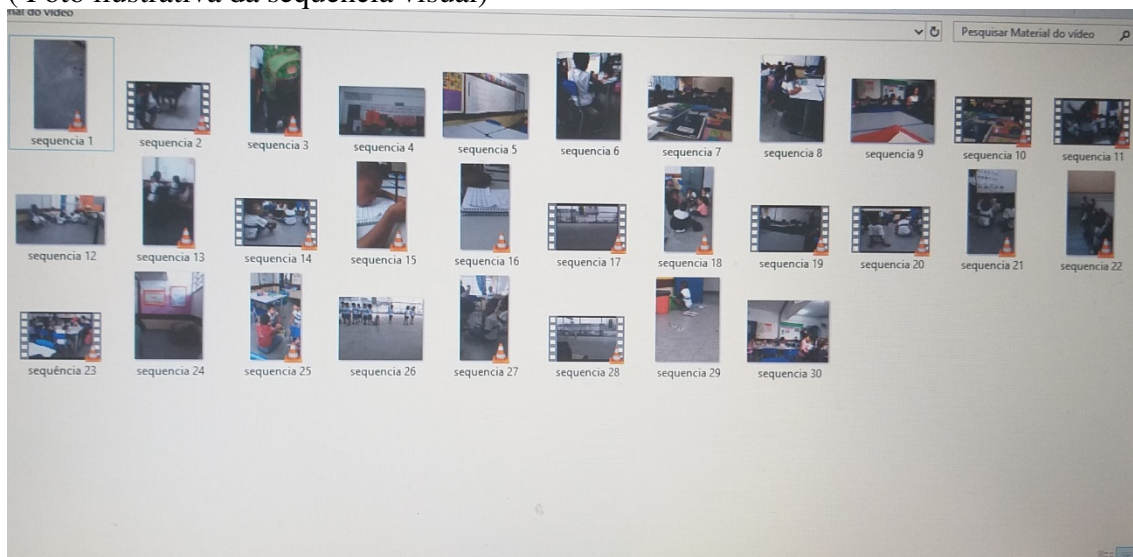 ( Foto ilustrativa da sequência visual)
do vídeo
Pesquisar Material do vídeo
sequencia 1 sequencia 2 sequencia 3 sequencia 4 sequencia 5 sequencia 6 sequencia 7 sequencia 8 sequencia 9 sequencia 10 sequencia 11
sequencia 12 sequencia 13 sequencia 14 sequencia 15 sequencia 16 sequencia 17 sequencia 18 sequencia 19 sequencia 20 sequencia 21 sequencia 22
sequência 23 sequencia 24 sequencia 25 sequencia 26 sequencia 27 sequencia 28 sequencia 29 sequencia 30